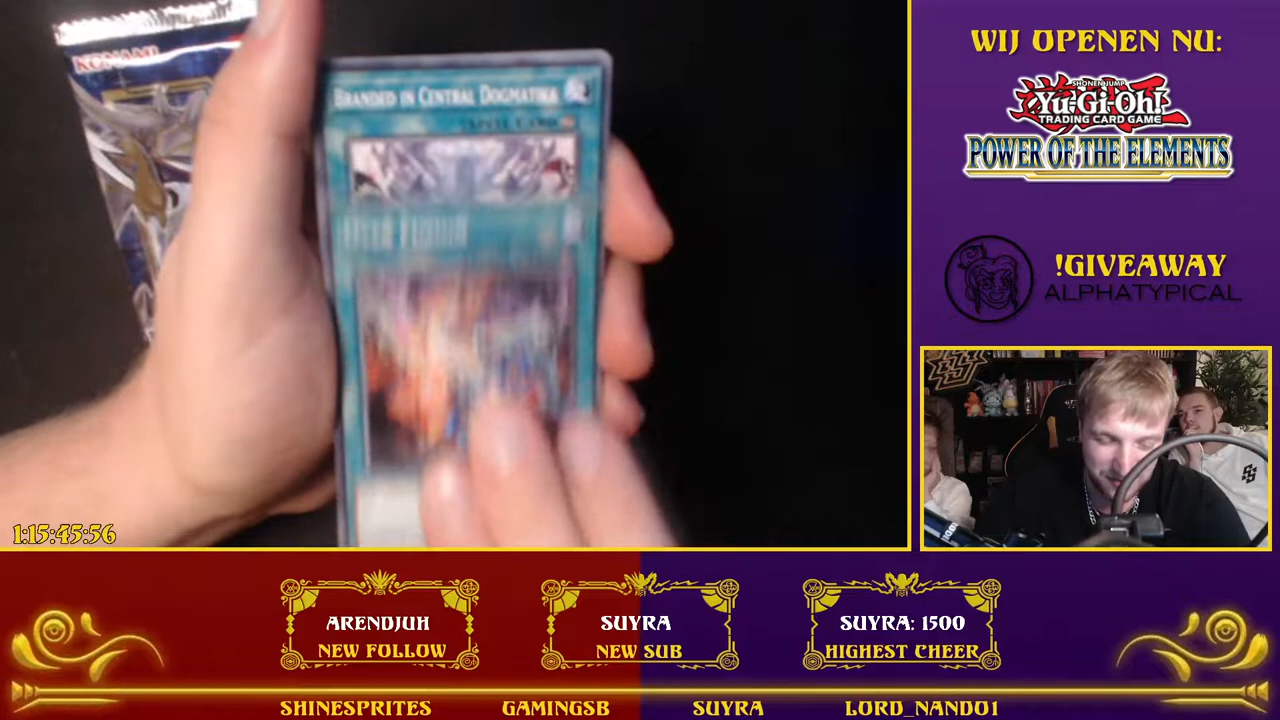 KONAMI
BRANDED IN CENTRAL DOGMATIKA
SPELL CARD
1:15:45:56
WIJ OPENEN NU:
SHONEN JUMP
Yu-Gi-Oh!
TRADING CARD GAME
POWER OF THE ELEMENTS
!GIVEAWAY
ALPHATYPICAL
ARENDJUH
NEW FOLLOW
SUYRA
NEW SUB
SUYRA: 1500
HIGHEST CHEER
SHINESPRITES
GAMINGSB
SUYRA
LORD_NANDO1